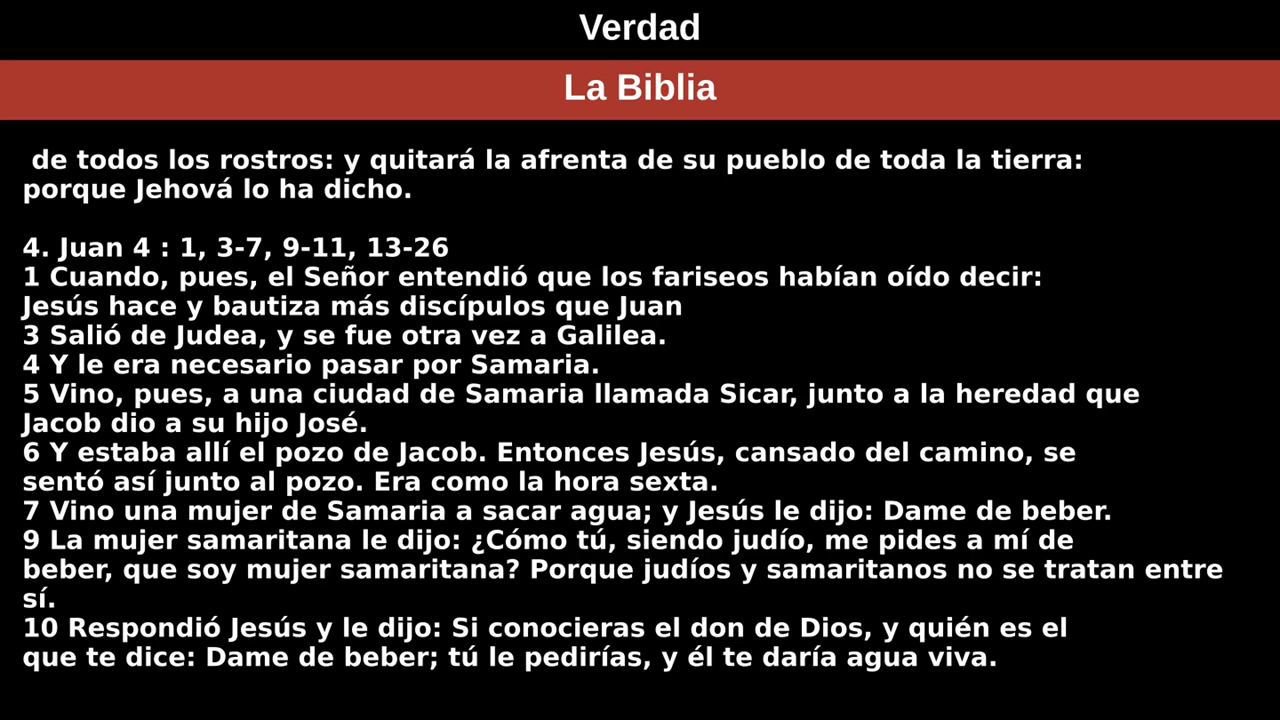 Verdad
La Biblia
de todos los rostros: y quitará la afrenta de su pueblo de toda la tierra:
porque Jehová lo ha dicho.
4. Juan 4 : 1, 3-7, 9-11, 13-26
1 Cuando, pues, el Señor entendió que los fariseos habían oído decir:
Jesús hace y bautiza más discípulos que Juan
3 Salió de Judea, y se fue otra vez a Galilea.
4 Y le era necesario pasar por Samaria.
5 Vino, pues, a una ciudad de Samaria llamada Sicar, junto a la heredad que
Jacob dio a su hijo José.
6 Y estaba allí el pozo de Jacob. Entonces Jesús, cansado del camino, se
sentó así junto al pozo. Era como la hora sexta.
7 Vino una mujer de Samaria a sacar agua; y Jesús le dijo: Dame de beber.
9 La mujer samaritana le dijo: ¿Cómo tú, siendo judío, me pides a mí de
beber, que soy mujer samaritana? Porque judíos y samaritanos no se tratan entre
sí.
10 Respondió Jesús y le dijo: Si conocieras el don de Dios, y quién es el
que te dice: Dame de beber; tú le pedirías, y él te daría agua viva.